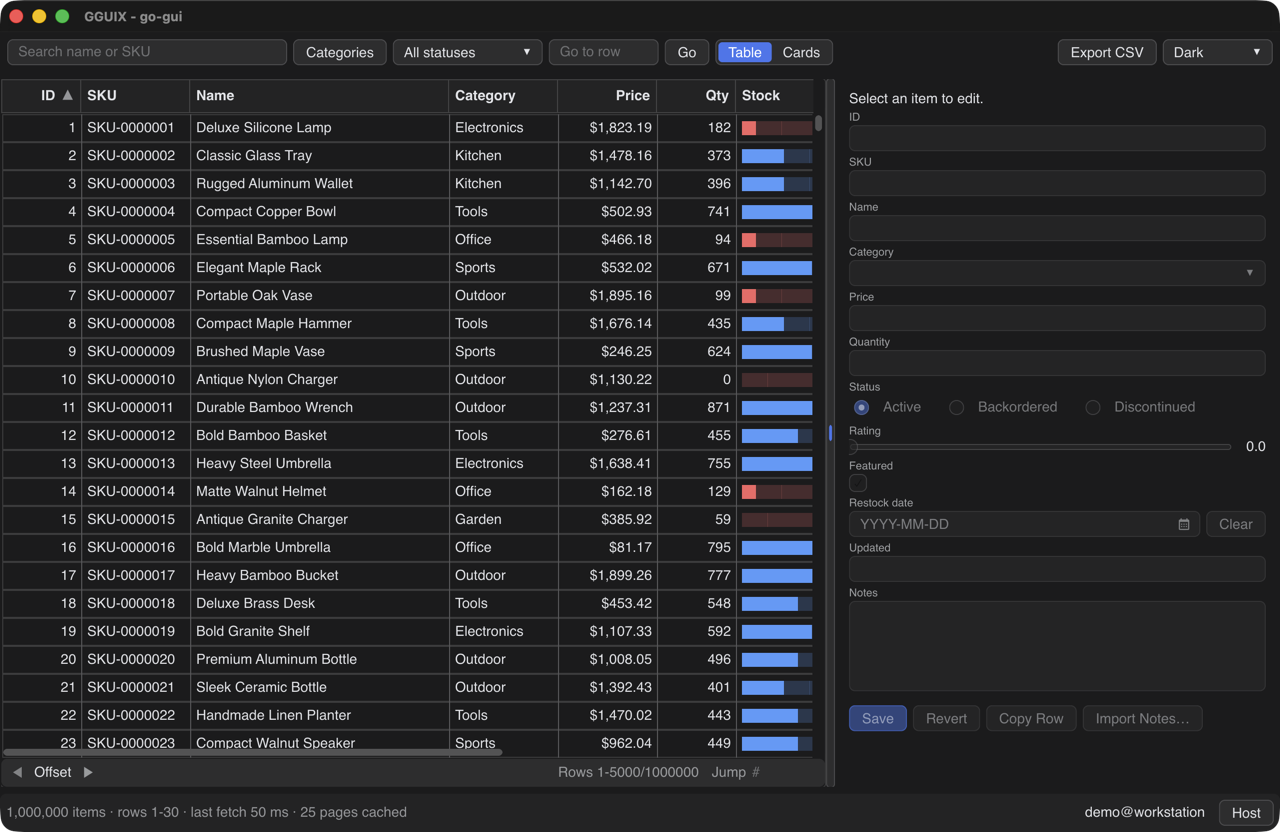 GGUIX - go-gui
Search name or SKU Categories All statuses Go to row Go Table Cards Export CSV Dark
ID SKU Name Category Price Qty Stock
1 SKU-0000001 Deluxe Silicone Lamp Electronics $1,823.19 182
2 SKU-0000002 Classic Glass Tray Kitchen $1,478.16 373
3 SKU-0000003 Rugged Aluminum Wallet Kitchen $1,142.70 396
4 SKU-0000004 Compact Copper Bowl Tools $502.93 741
5 SKU-0000005 Essential Bamboo Lamp Office $466.18 94
6 SKU-0000006 Elegant Maple Rack Sports $532.02 671
7 SKU-0000007 Portable Oak Vase Outdoor $1,895.16 99
8 SKU-0000008 Compact Maple Hammer Tools $1,676.14 435
9 SKU-0000009 Brushed Maple Vase Sports $246.25 624
10 SKU-0000010 Antique Nylon Charger Outdoor $1,130.22 0
11 SKU-0000011 Durable Bamboo Wrench Outdoor $1,237.31 871
12 SKU-0000012 Bold Bamboo Basket Tools $276.61 455
13 SKU-0000013 Heavy Steel Umbrella Electronics $1,638.41 755
14 SKU-0000014 Matte Walnut Helmet Office $162.18 129
15 SKU-0000015 Antique Granite Charger Garden $385.92 59
16 SKU-0000016 Bold Marble Umbrella Office $81.17 795
17 SKU-0000017 Heavy Bamboo Bucket Outdoor $1,899.26 777
18 SKU-0000018 Deluxe Brass Desk Tools $453.42 548
19 SKU-0000019 Bold Granite Shelf Electronics $1,107.33 592
20 SKU-0000020 Premium Aluminum Bottle Outdoor $1,008.05 496
21 SKU-0000021 Sleek Ceramic Bottle Outdoor $1,392.43 401
22 SKU-0000022 Handmade Linen Planter Tools $1,470.02 443
23 SKU-0000023 Compact Walnut Speaker Sports $962.04 449
Offset Rows 1-5000/1000000 Jump #
Select an item to edit.
ID
SKU
Name
Category
Price
Quantity
Status
Active Backordered Discontinued
Rating
0.0
Featured
Restock date
YYYY-MM-DD Clear
Updated
Notes
Save Revert Copy Row Import Notes…
1,000,000 items · rows 1-30 · last fetch 50 ms · 25 pages cached demo@workstation Host